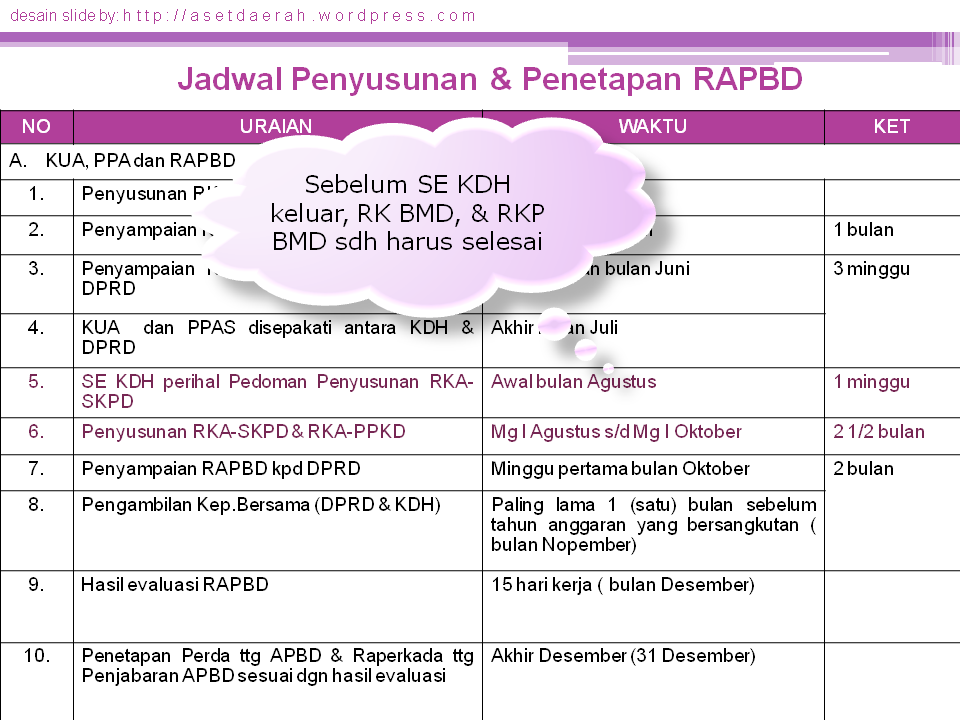 desain slide by: h t t p : / / a s e t d a e r a h . w o r d p r e s s . c o m
Jadwal Penyusunan & Penetapan RAPBD
NO URAIAN WAKTU KET
A. KUA, PPA dan RAPBD
Sebelum SE KDH
keluar, RK BMD, & RKP
BMD sdh harus selesai
1. Penyusunan
2. Penyampaian 1 bulan
3. Penyampaian bulan Juni 3 minggu
DPRD
4. KUA dan PPAS disepakati antara KDH & Akhir Juli
DPRD
5. SE KDH perihal Pedoman Penyusunan RKA- Awal bulan Agustus 1 minggu
SKPD
6. Penyusunan RKA-SKPD & RKA-PPKD Mg I Agustus s/d Mg I Oktober 2 1/2 bulan
7. Penyampaian RAPBD kpd DPRD Minggu pertama bulan Oktober 2 bulan
8. Pengambilan Kep.Bersama (DPRD & KDH) Paling lama 1 (satu) bulan sebelum
tahun anggaran yang bersangkutan (
bulan Nopember)
9. Hasil evaluasi RAPBD 15 hari kerja ( bulan Desember)
10. Penetapan Perda ttg APBD & Raperkada ttg Akhir Desember (31 Desember)
Penjabaran APBD sesuai dgn hasil evaluasi